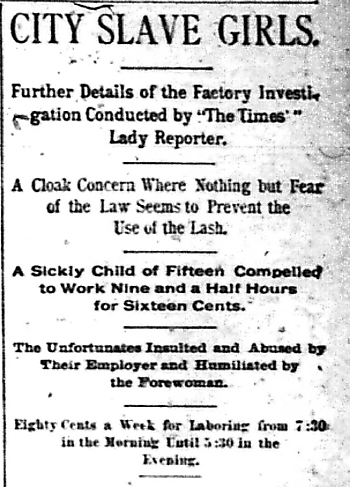 CITY SLAVE GIRLS.
Further Details of the Factory Investi-
gation Conducted by "The Times'"
Lady Reporter.
A Cloak Concern Where Nothing but Fear
of the Law Seems to Prevent the
Use of the Lash.
A Sickly Child of Fifteen Compelled
to Work Nine and a Half Hours
for Sixteen Cents.
The Unfortunates Insulted and Abused by
Their Employer and Humiliated by
the Forewoman.
Eighty Cents a Week for Laboring from 7:30
in the Morning Until 5:30 in the
Evening.